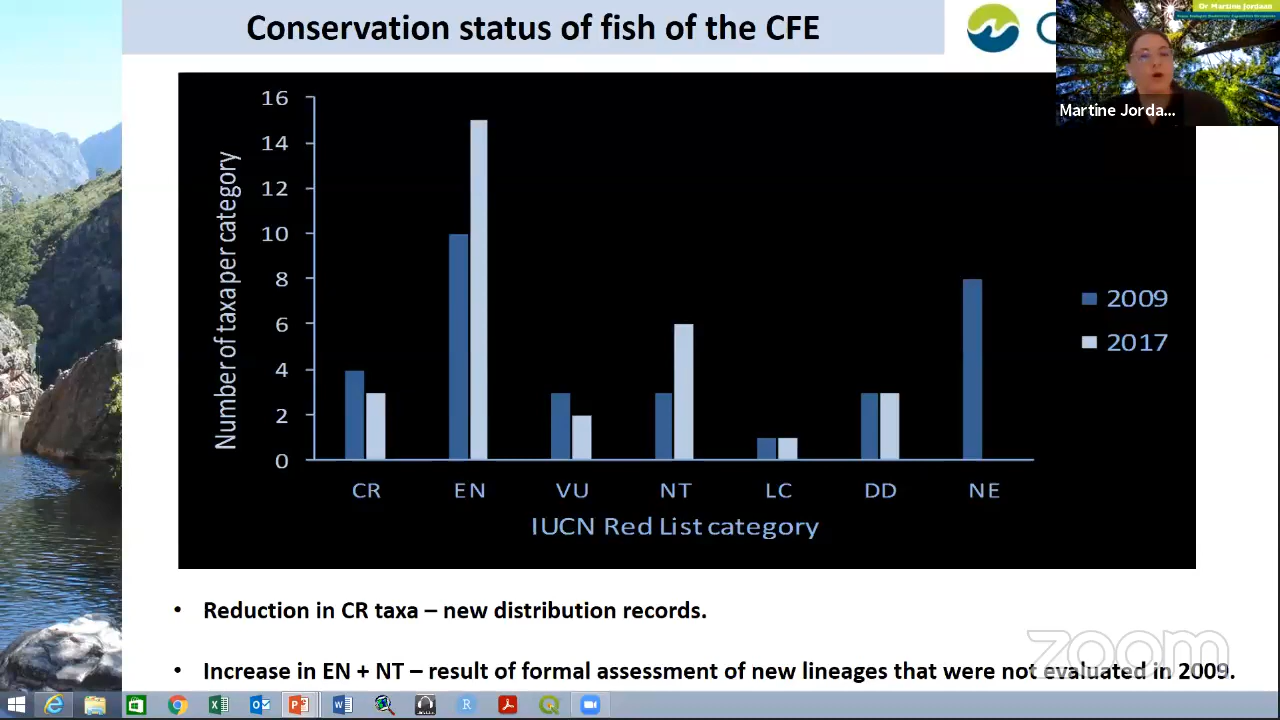 Conservation status of fish of the CFE
C
Dr Martine Jordaan
Martine Jorda...
16
14
12
10
8
6
4
2
0
Number of taxa per category
2009
2017
CR EN VU NT LC DD NE
IUCN Red List category
• Reduction in CR taxa – new distribution records.
• Increase in EN + NT – result of formal assessment of new lineages that were not evaluated in 2009.
zoom